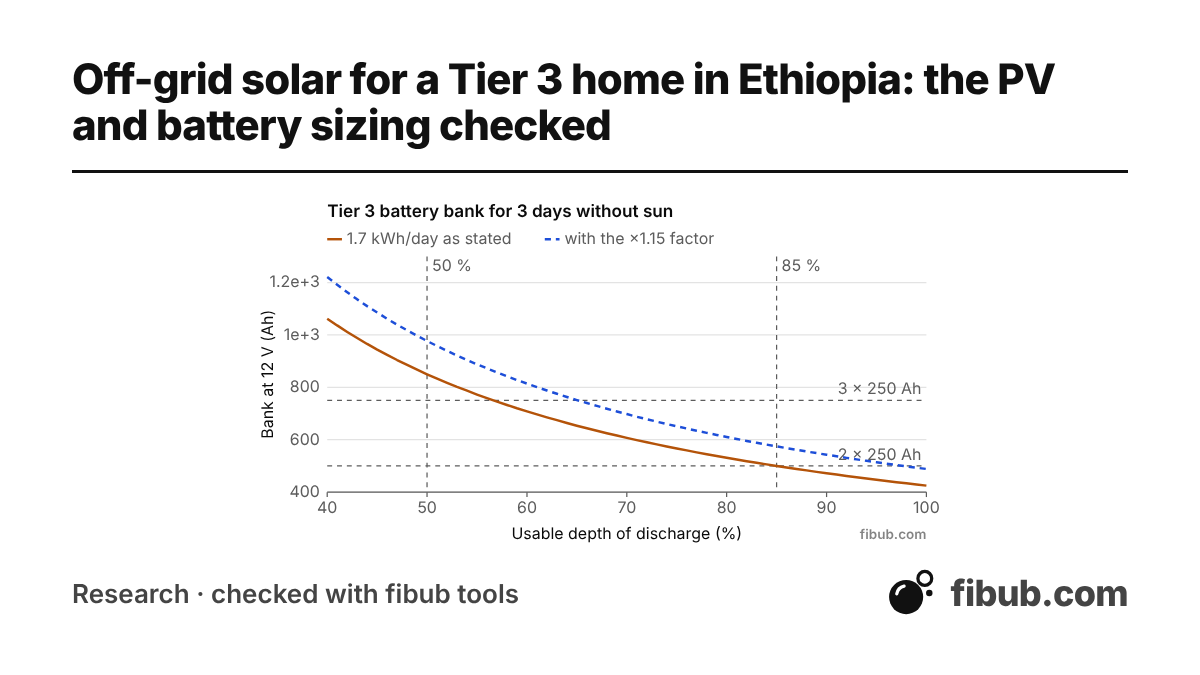 Off-grid solar for a Tier 3 home in Ethiopia: the PV
and battery sizing checked
Tier 3 battery bank for 3 days without sun
1.7 kWh/day as stated with the ×1.15 factor
50 % 85 %
1.2e+3
1e+3
800
600
400
Bank at 12 V (Ah)
3 × 250 Ah
2 × 250 Ah
40 50 60 70 80 90 100
Usable depth of discharge (%)
fibub.com
Research · checked with fibub tools
fibub.com